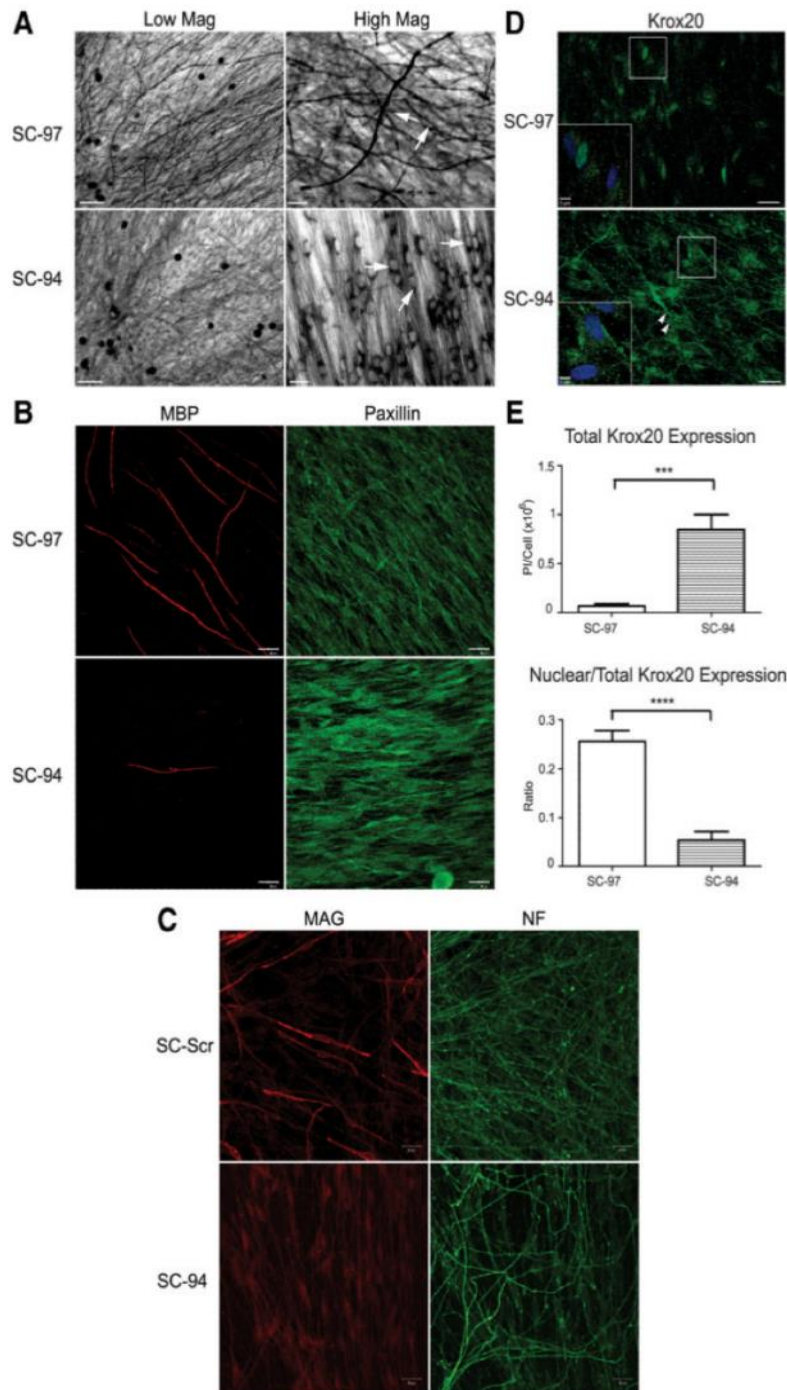 A
Low Mag
High Mag
SC-97
SC-94
D
Krox20
SC-97
SC-94
B
MBP
Paxillin
SC-97
SC-94
E
Total Krox20 Expression
***
1.5
1
0.5
0
PI/Cell (x10⁶)
SC-97
SC-94
Nuclear/Total Krox20 Expression
****
0.3
0.2
0.1
0
Ratio
SC-97
SC-94
C
MAG
NF
SC-Scr
SC-94